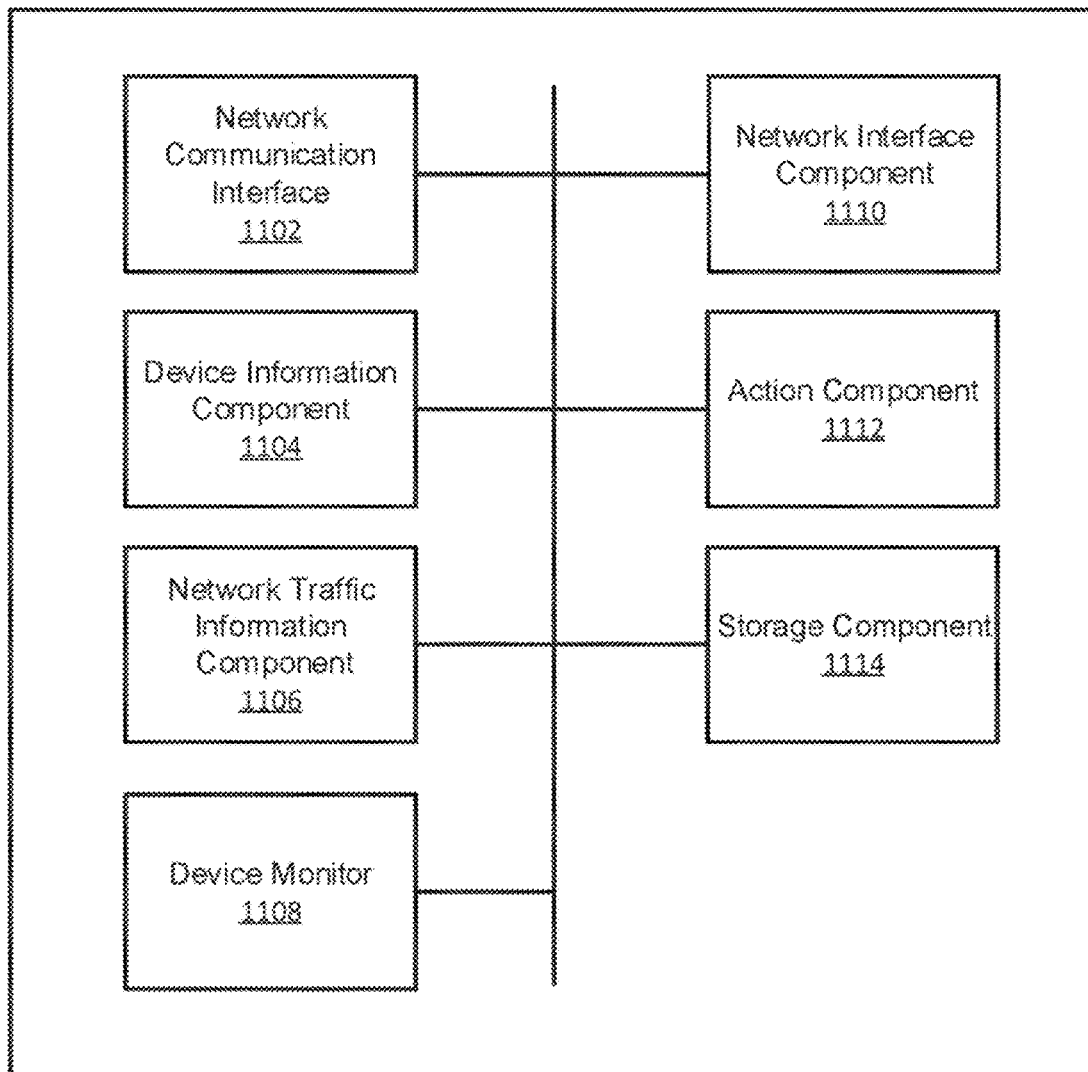 Network
Communication
Interface
1102
Network Interface
Component
1110
Device Information
Component
1104
Action Component
1112
Network Traffic
Information
Component
1106
Storage Component
1114
Device Monitor
1108